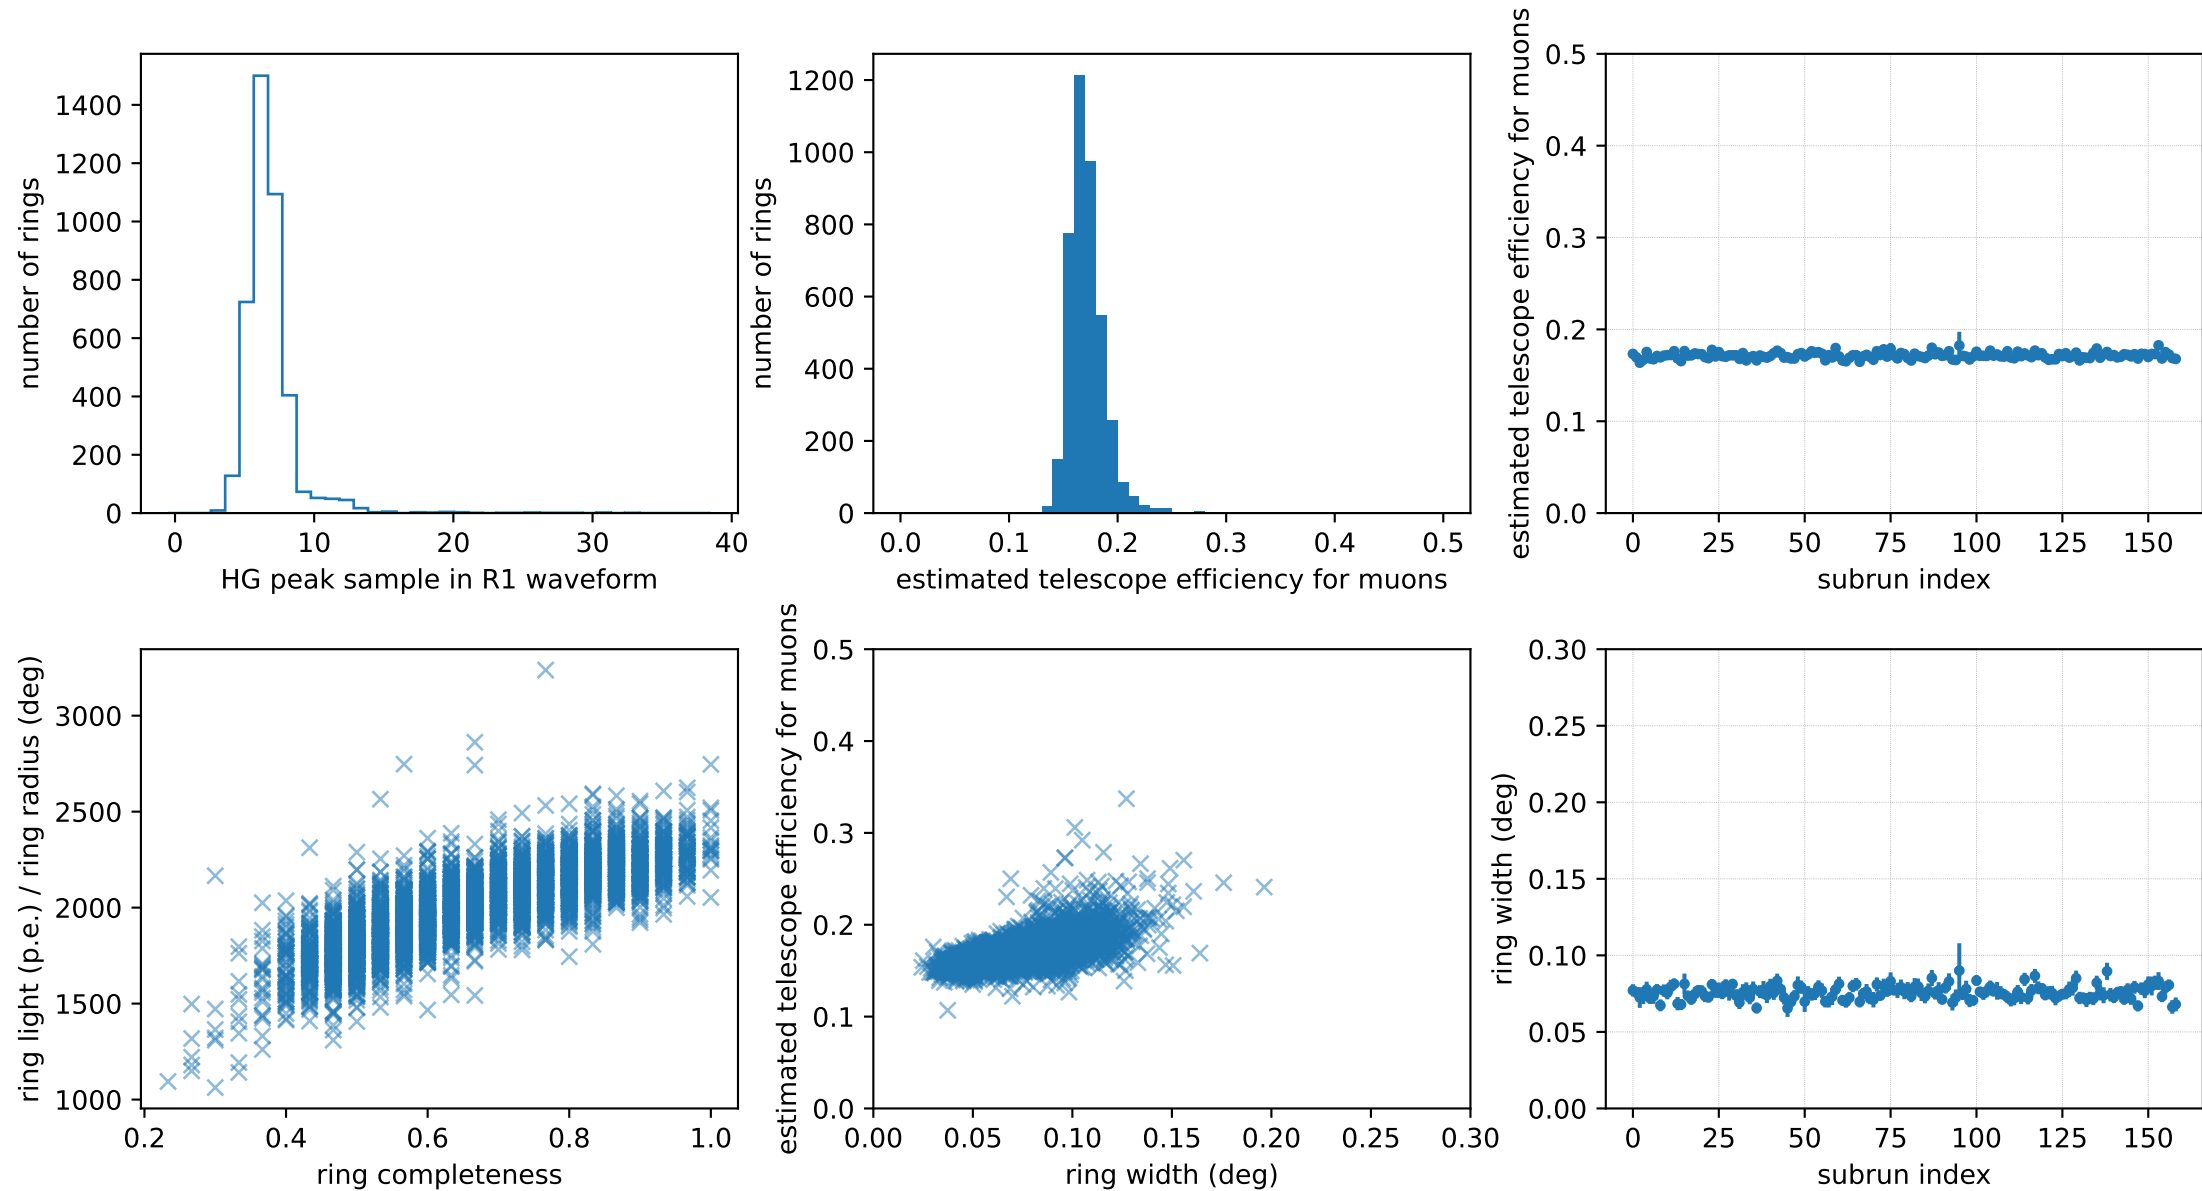 number of rings
1400
1200
1000
800
600
400
200
0
0 10 20 30 40
HG peak sample in R1 waveform
number of rings
1200
1000
800
600
400
200
0
0.0 0.1 0.2 0.3 0.4 0.5
estimated telescope efficiency for muons
estimated telescope efficiency for muons
0.5
0.4
0.3
0.2
0.1
0.0
0 25 50 75 100 125 150
subrun index
ring light (p.e.) / ring radius (deg)
3000
2500
2000
1500
1000
0.2 0.4 0.6 0.8 1.0
ring completeness
estimated telescope efficiency for muons
0.5
0.4
0.3
0.2
0.1
0.0
0.00 0.05 0.10 0.15 0.20 0.25 0.30
ring width (deg)
ring width (deg)
0.30
0.25
0.20
0.15
0.10
0.05
0.00
0 25 50 75 100 125 150
subrun index